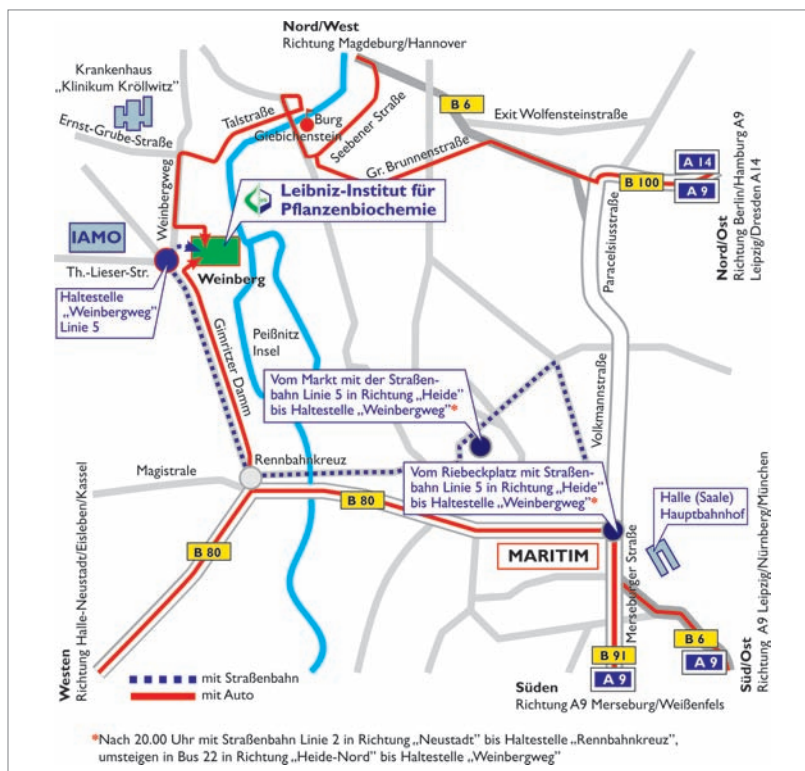 Nord/West
Richtung Magdeburg/Hannover
Krankenhaus
„Klinikum Kröllwitz”
Ernst-Grube-Straße
Talstraße
Burg
Giebichenstein
Seebener Straße
B 6
Exit Wolfensteinstraße
Gr. Brunnenstraße
B 100
A 14
A 9
Nord/Ost
Richtung Berlin/Hamburg A9
Leipzig/Dresden A14
Weinbergweg
Leibniz-Institut für
Pflanzenbiochemie
IAMO
Th.-Lieser-Str.
Weinberg
Paracelsiusstraße
Haltestelle
„Weinbergweg”
Linie 5
Gimritzer Damm
Peißnitz
Insel
Volkmannstraße
Vom Markt mit der Straßen-
bahn Linie 5 in Richtung „Heide”
bis Haltestelle „Weinbergweg”*
Rennbahnkreuz
Magistrale
Vom Riebeckplatz mit Straßen-
bahn Linie 5 in Richtung „Heide”
bis Haltestelle „Weinbergweg”*
Halle (Saale)
Hauptbahnhof
B 80
B 80
MARITIM
Merseburger Straße
Westen
Richtung Halle-Neustadt/Eisleben/Kassel
B 6
A 9
Süd/Ost
Richtung A9 Leipzig/Nürnberg/München
B 91
A 9
mit Straßenbahn
mit Auto
Süden
Richtung A9 Merseburg/Weißenfels
*Nach 20.00 Uhr mit Straßenbahn Linie 2 in Richtung „Neustadt” bis Haltestelle „Rennbahnkreuz”,
umsteigen in Bus 22 in Richtung „Heide-Nord” bis Haltestelle „Weinbergweg”